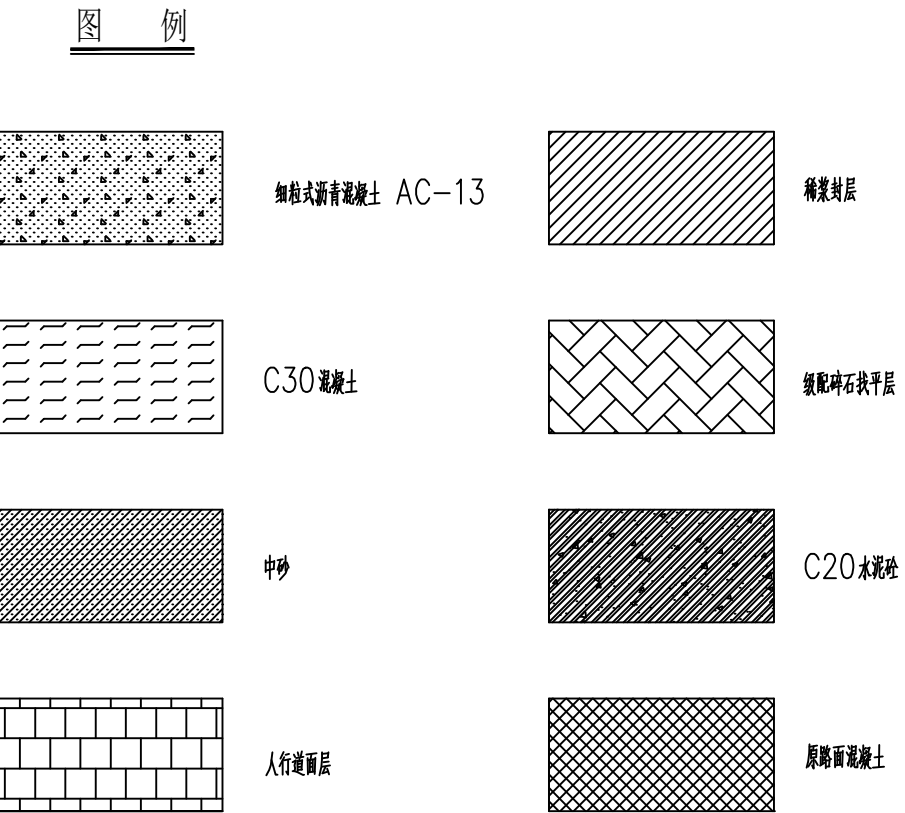 图 例
细粒式沥青混凝土 AC-13
稀浆封层
C30混凝土
级配碎石找平层
中砂
C20水泥砼
人行道面层
原路面混凝土